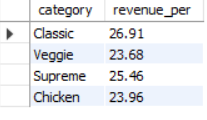 category revenue_per
Classic 26.91
Veggie 23.68
Supreme 25.46
Chicken 23.96